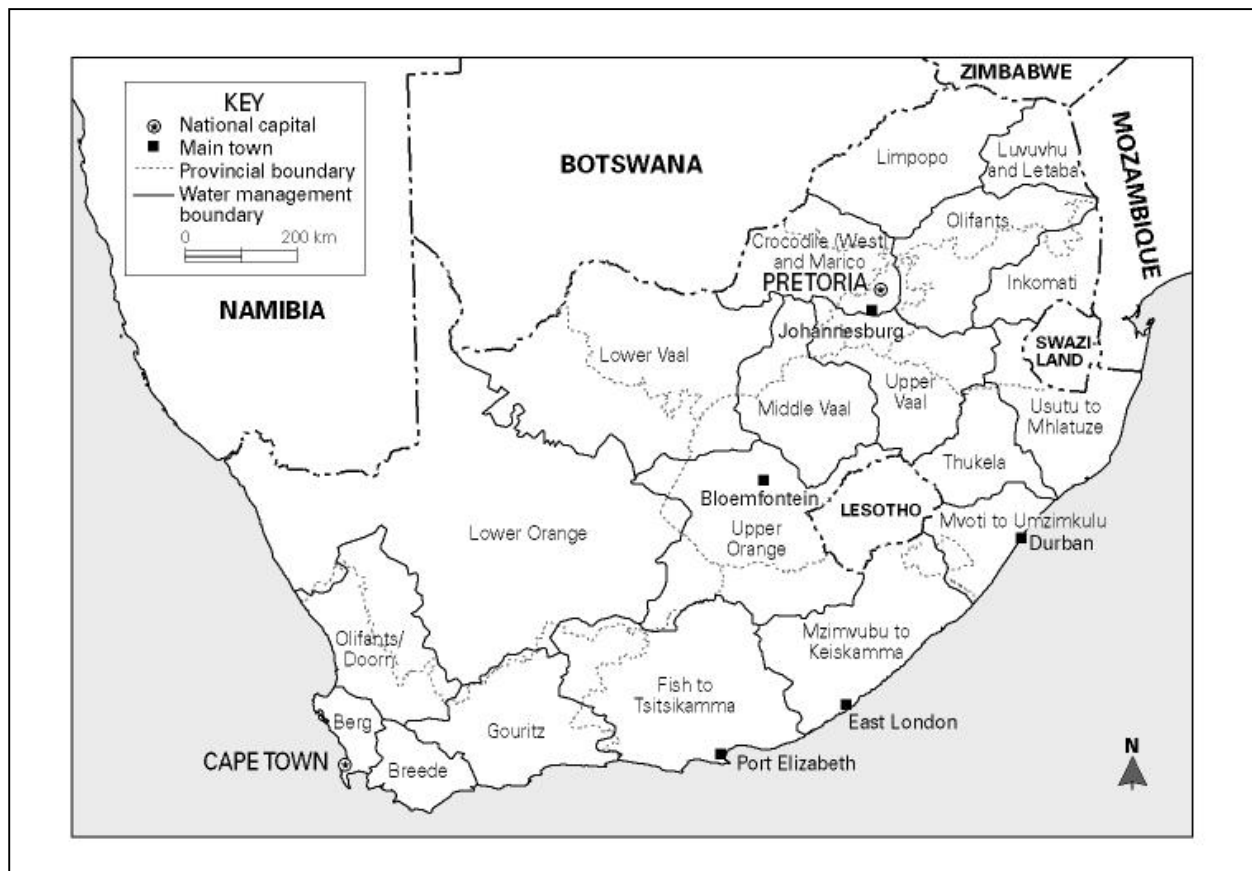 KEY
National capital
Main town
Provincial boundary
Water management
boundary
0 200 km
ZIMBABWE
MOZAMBIQUE
BOTSWANA
NAMIBIA
Limpopo
Luvuvhu
and Letaba
Olifants
Crocodile (West)
and Marico
PRETORIA
Inkomati
Johannesburg
SWAZI-
LAND
Lower Vaal
Upper
Vaal
Middle Vaal
Usutu to
Mhlatuze
Thukela
Bloemfontein
LESOTHO
Mvoti to Umzimkulu
Durban
Upper
Orange
Lower Orange
Olifants/
Doorn
Mzimvubu to
Keiskamma
Fish to
Tsitsikamma
Gouritz
Berg
East London
CAPE TOWN
Breede
Port Elizabeth
N